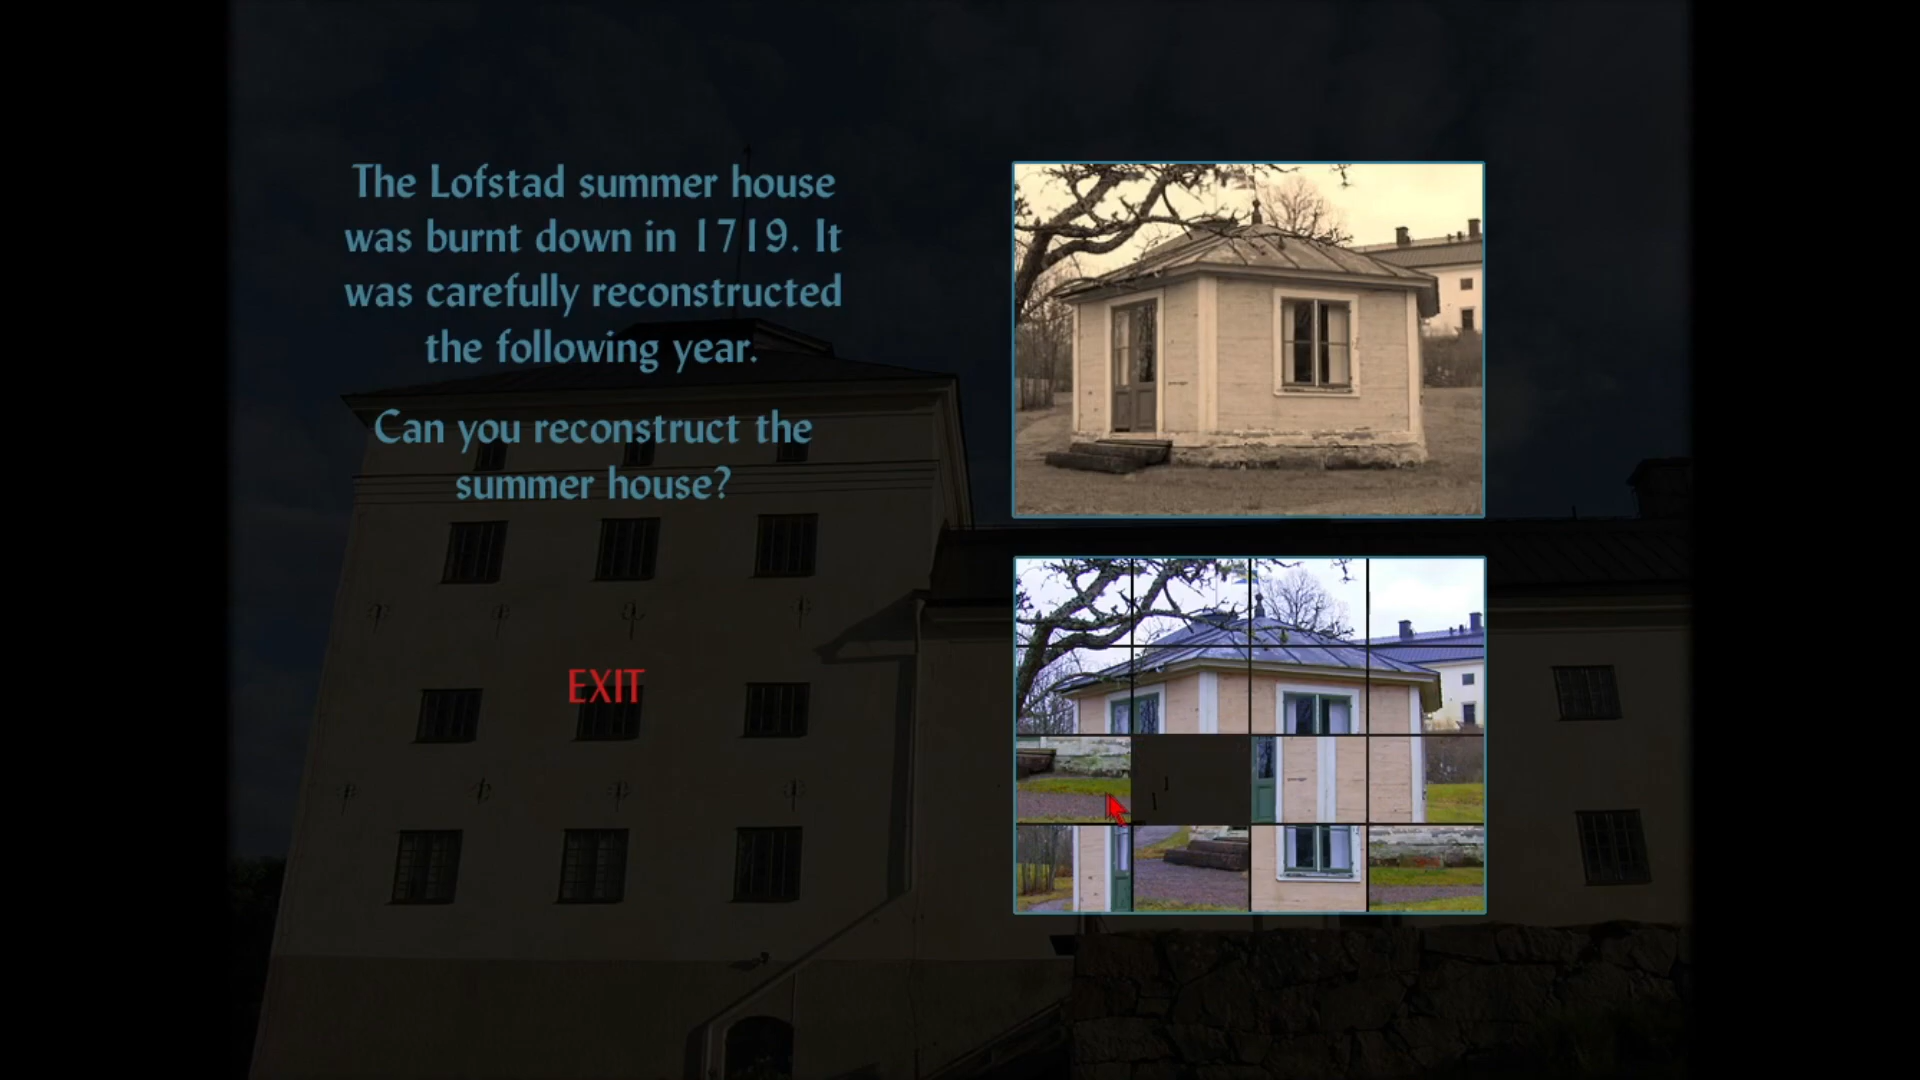 The Lofstad summer house
was burnt down in 1719. It
was carefully reconstructed
the following year.
Can you reconstruct the
summer house?
EXIT